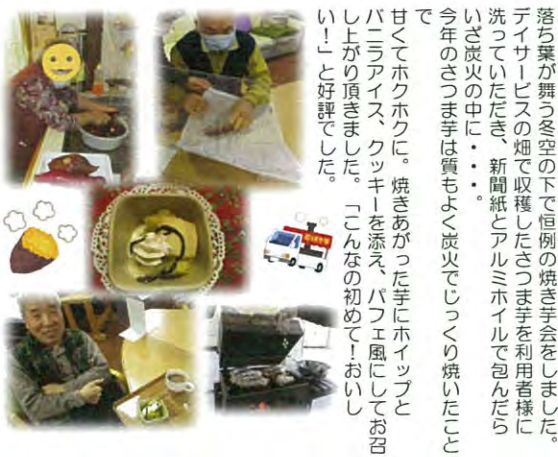 落ち葉が舞う冬空の下で恒例の焼き芋会をしました。
デイサービスの畑で収穫したさつま芋を利用者様に
洗っていただき、新聞紙とアルミホイルで包んだら
いざ炭火の中に・・・。
今年のさつま芋は質もよく炭火でじっくり焼いたこと
で
甘くてホクホクに。焼きあがった芋にホイップと
バニラアイス、クッキーを添え、パフェ風にしてお召
し上がり頂きました。「こんなの初めて！おいし
い！」と好評でした。